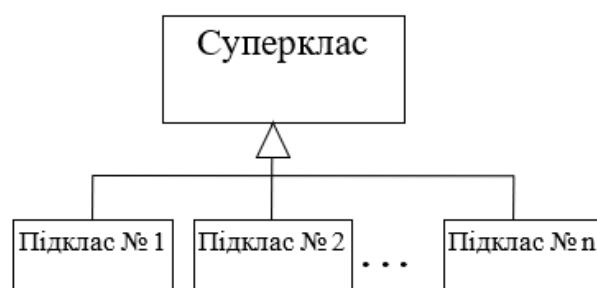 Суперклас
Підклас № 1
Підклас № 2
. . .
Підклас № n